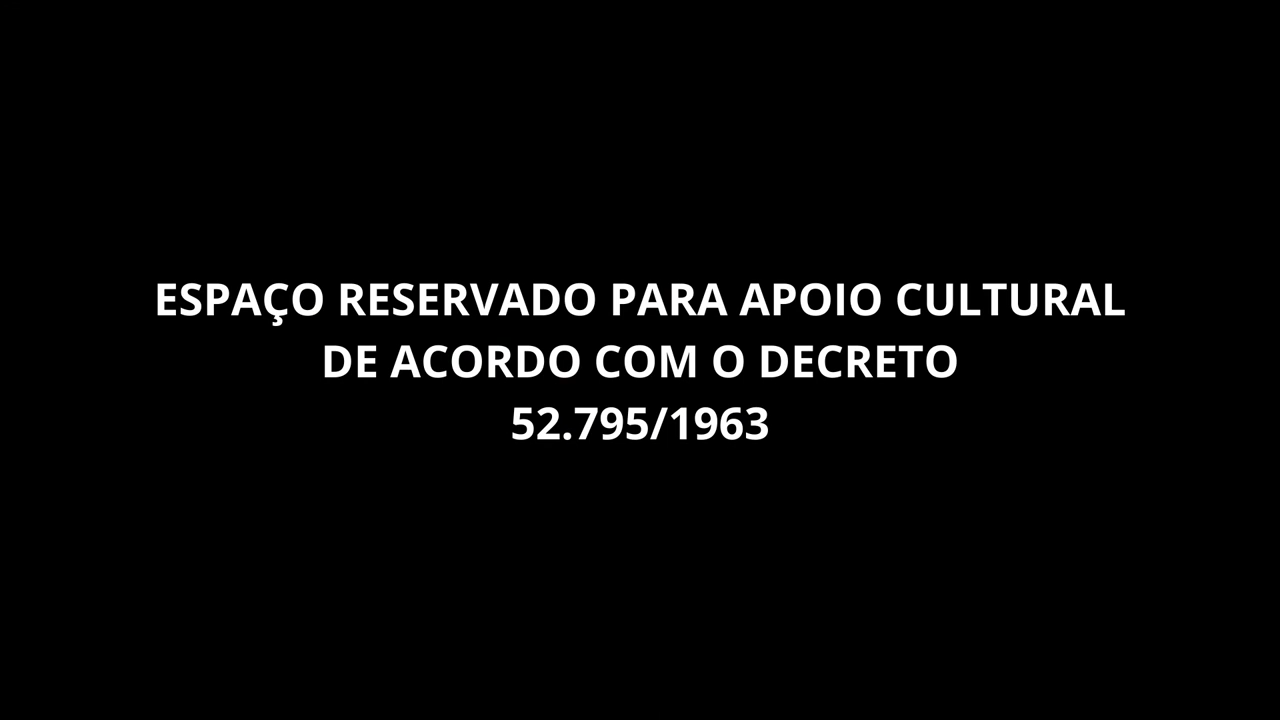 ESPAÇO RESERVADO PARA APOIO CULTURAL
DE ACORDO COM O DECRETO
52.795/1963